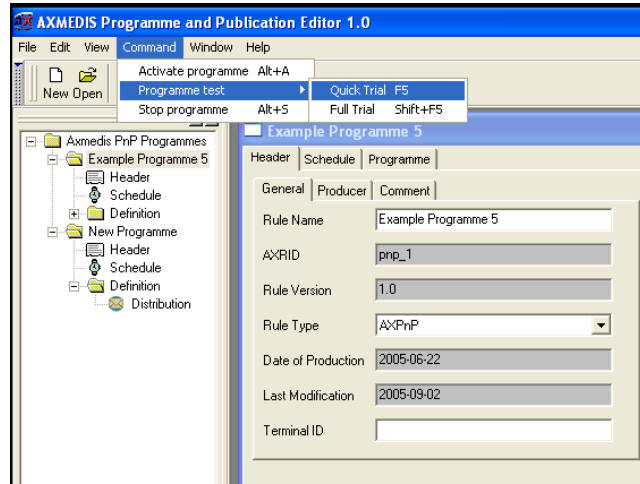 AXMEDIS Programme and Publication Editor 1.0
File Edit View Command Window Help
Activate programme Alt+A
Programme test
Stop programme Alt+S
Quick Trial F5
Full Trial Shift+F5
New Open
Axmedis PnP Programmes
Example Programme 5
Header
Schedule
Definition
New Programme
Header
Schedule
Definition
Distribution
Example Programme 5
Header Schedule Programme
General Producer Comment
Rule Name Example Programme 5
AXRID pnp_1
Rule Version 1.0
Rule Type AXPnP
Date of Production 2005-06-22
Last Modification 2005-09-02
Terminal ID